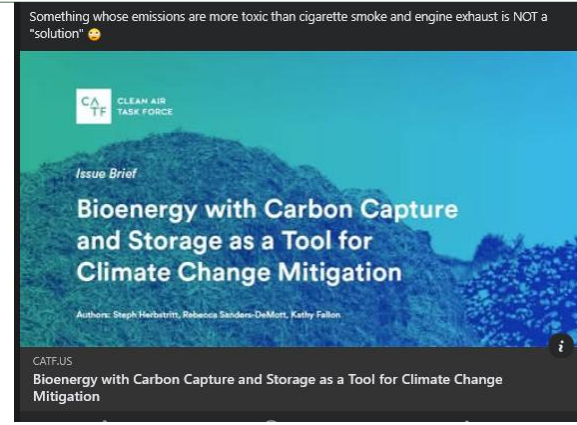 Something whose emissions are more toxic than cigarette smoke and engine exhaust is NOT a
"solution" 🙄
CATF
CLEAN AIR
TASK FORCE
Issue Brief
Bioenergy with Carbon Capture
and Storage as a Tool for
Climate Change Mitigation
Authors: Steph Herbstritt, Rebecca Sanders-DeMott, Kathy Fallon
i
CATF.US
Bioenergy with Carbon Capture and Storage as a Tool for Climate Change
Mitigation